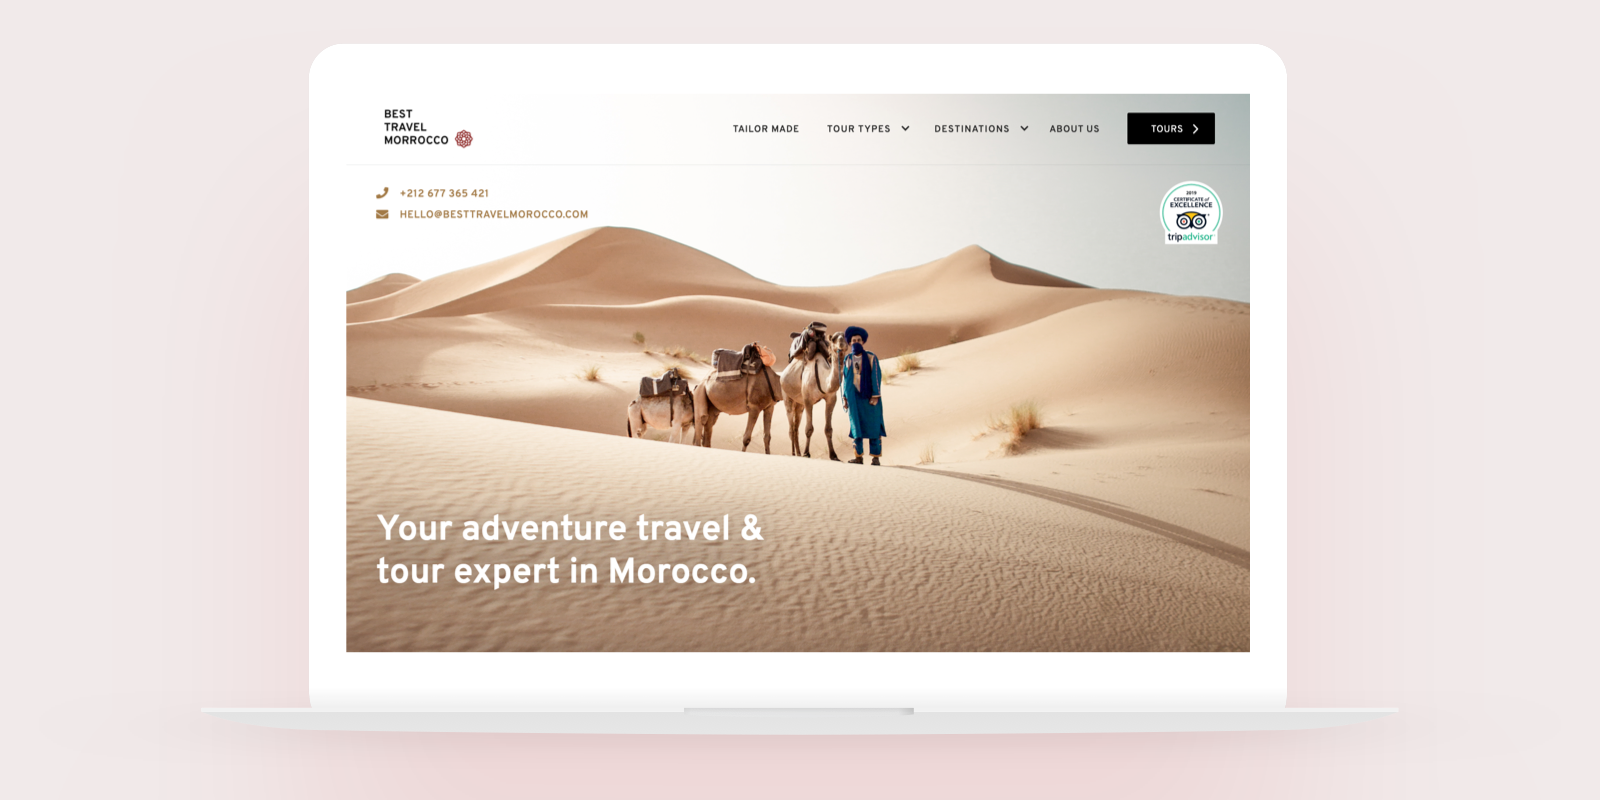 BEST
TRAVEL
MORROCCO
TAILOR MADE
TOUR TYPES
DESTINATIONS
ABOUT US
TOURS
+212 677 365 421
HELLO@BESTTRAVELMOROCCO.COM
2019
CERTIFICATE of
EXCELLENCE
tripadvisor
Your adventure travel &
tour expert in Morocco.